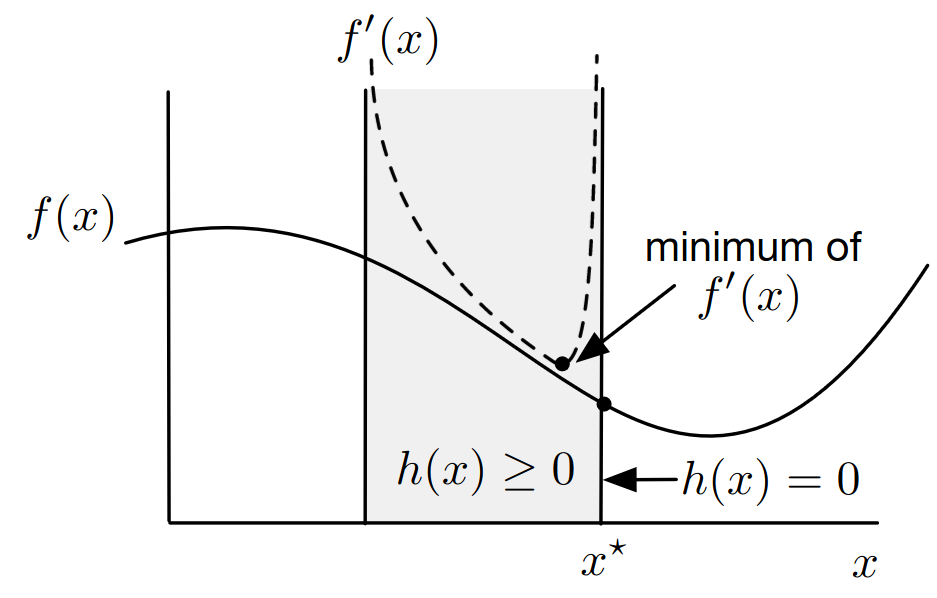 f′(x)
f(x)
minimum of
f′(x)
h(x) ≥ 0
h(x) = 0
x⋆
x